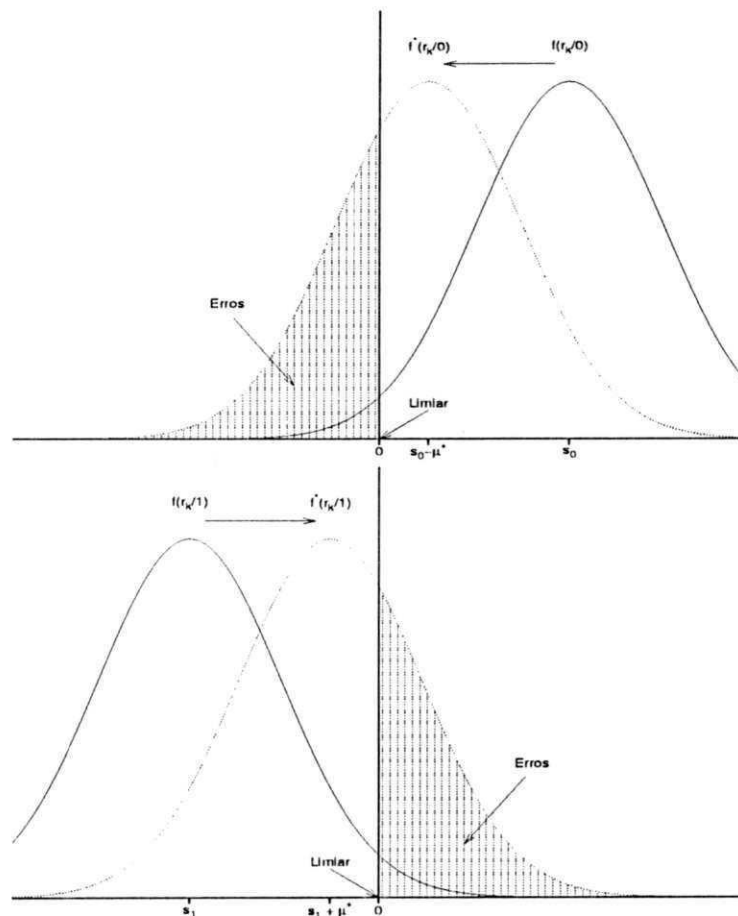 f*(rK/0) f(rK/0)
Erros
Limiar
0 s0-μ* s0
f(rK/1) f*(rK/1)
Erros
Limiar
s1 s1 + μ* 0